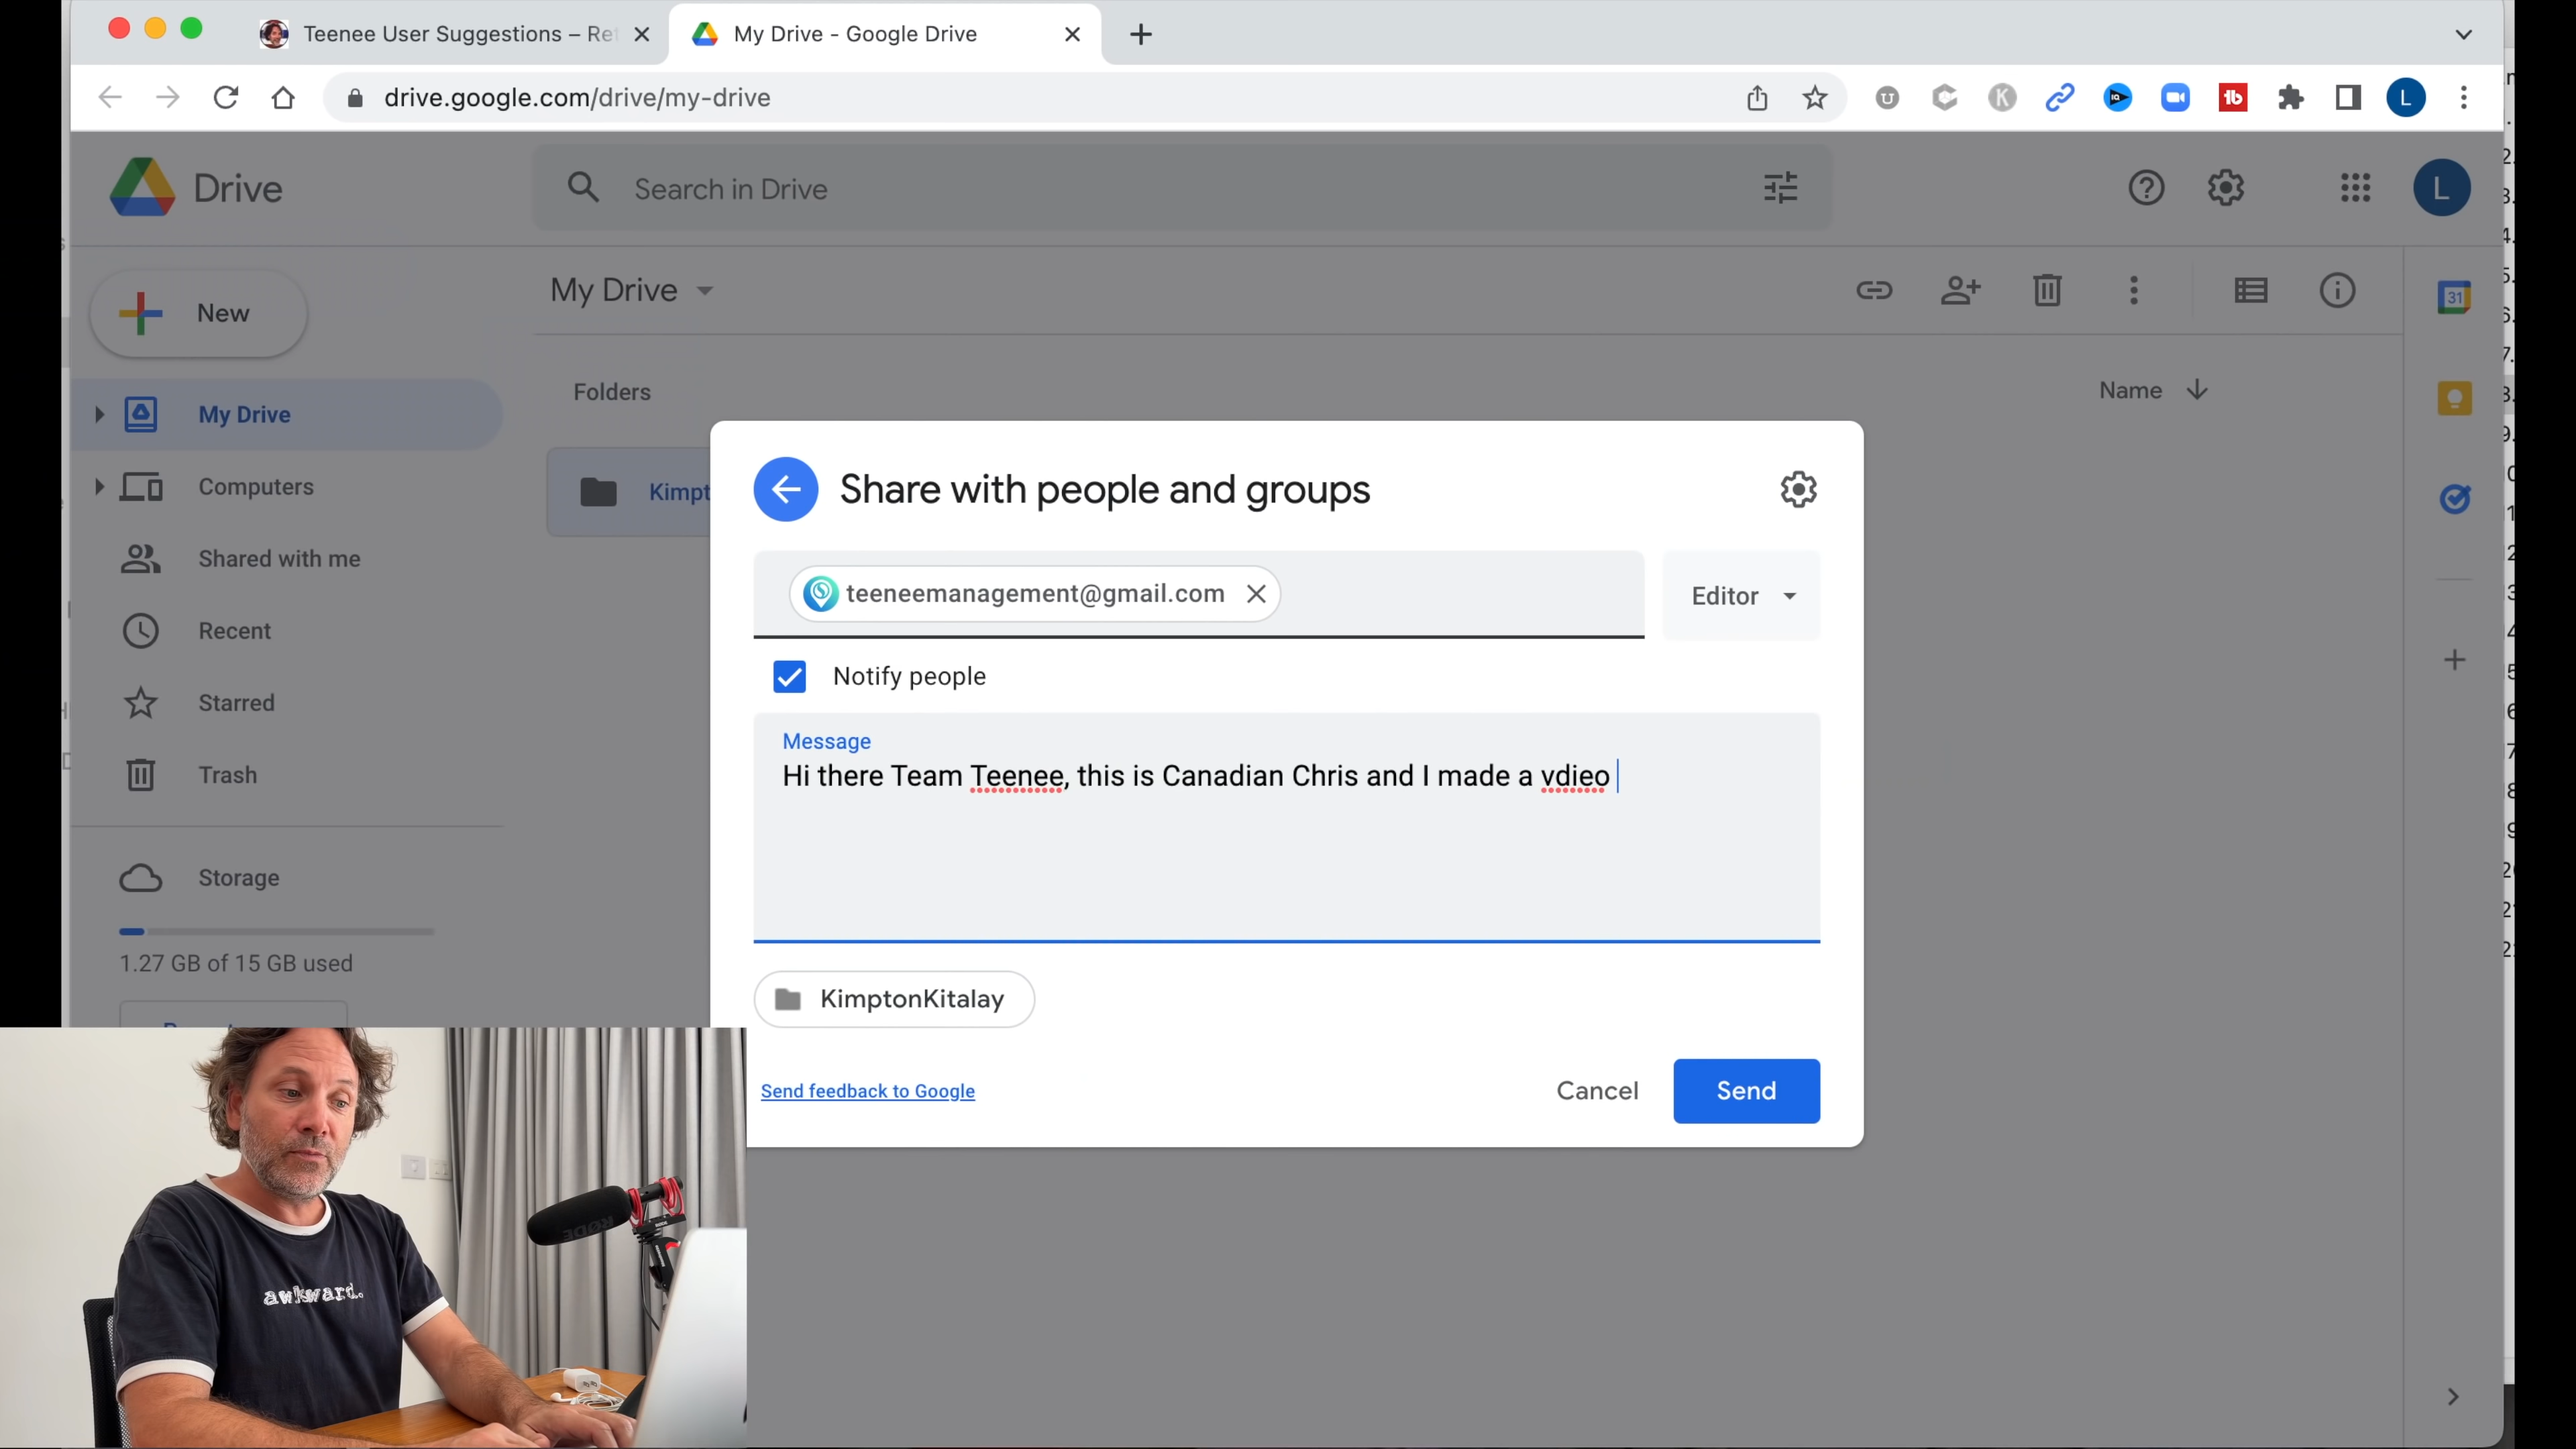 Teenee User Suggestions – Ret
My Drive - Google Drive
drive.google.com/drive/my-drive
L
Drive
Search in Drive
L
New
My Drive
31
Folders
Name
My Drive
Kimpt
Computers
Share with people and groups
Shared with me
teeneemanagement@gmail.com
Editor
Recent
Notify people
Starred
Message
Hi there Team Teenee, this is Canadian Chris and I made a vdieo
Trash
Storage
1.27 GB of 15 GB used
KimptonKitalay
Send feedback to Google
Cancel
Send
RØDE
awkward.